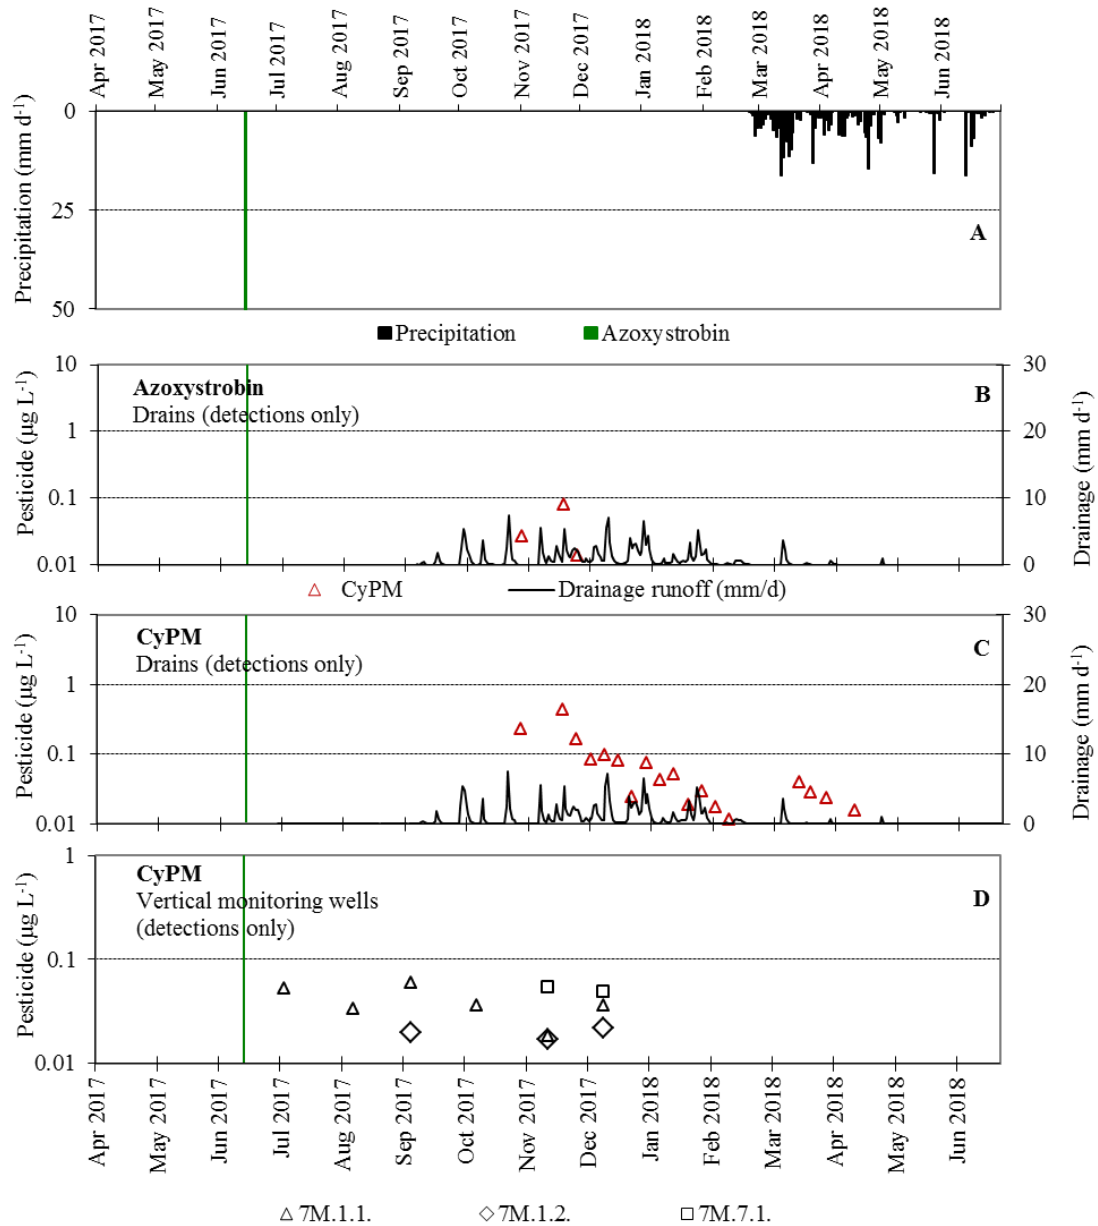 Apr 2017
May 2017
Jun 2017
Jul 2017
Aug 2017
Sep 2017
Oct 2017
Nov 2017
Dec 2017
Jan 2018
Feb 2018
Mar 2018
Apr 2018
May 2018
Jun 2018
Precipitation (mm d⁻¹)
0
25
50
A
Precipitation
Azoxystrobin
Pesticide (µg L⁻¹)
10
1
0.1
0.01
Azoxystrobin
Drains (detections only)
B
30
20
10
0
Drainage (mm d⁻¹)
CyPM
Drainage runoff (mm/d)
Pesticide (µg L⁻¹)
10
1
0.1
0.01
CyPM
Drains (detections only)
C
30
20
10
0
Drainage (mm d⁻¹)
Pesticide (µg L⁻¹)
1
0.1
0.01
CyPM
Vertical monitoring wells
(detections only)
D
Apr 2017
May 2017
Jun 2017
Jul 2017
Aug 2017
Sep 2017
Oct 2017
Nov 2017
Dec 2017
Jan 2018
Feb 2018
Mar 2018
Apr 2018
May 2018
Jun 2018
7M.1.1.
7M.1.2.
7M.7.1.